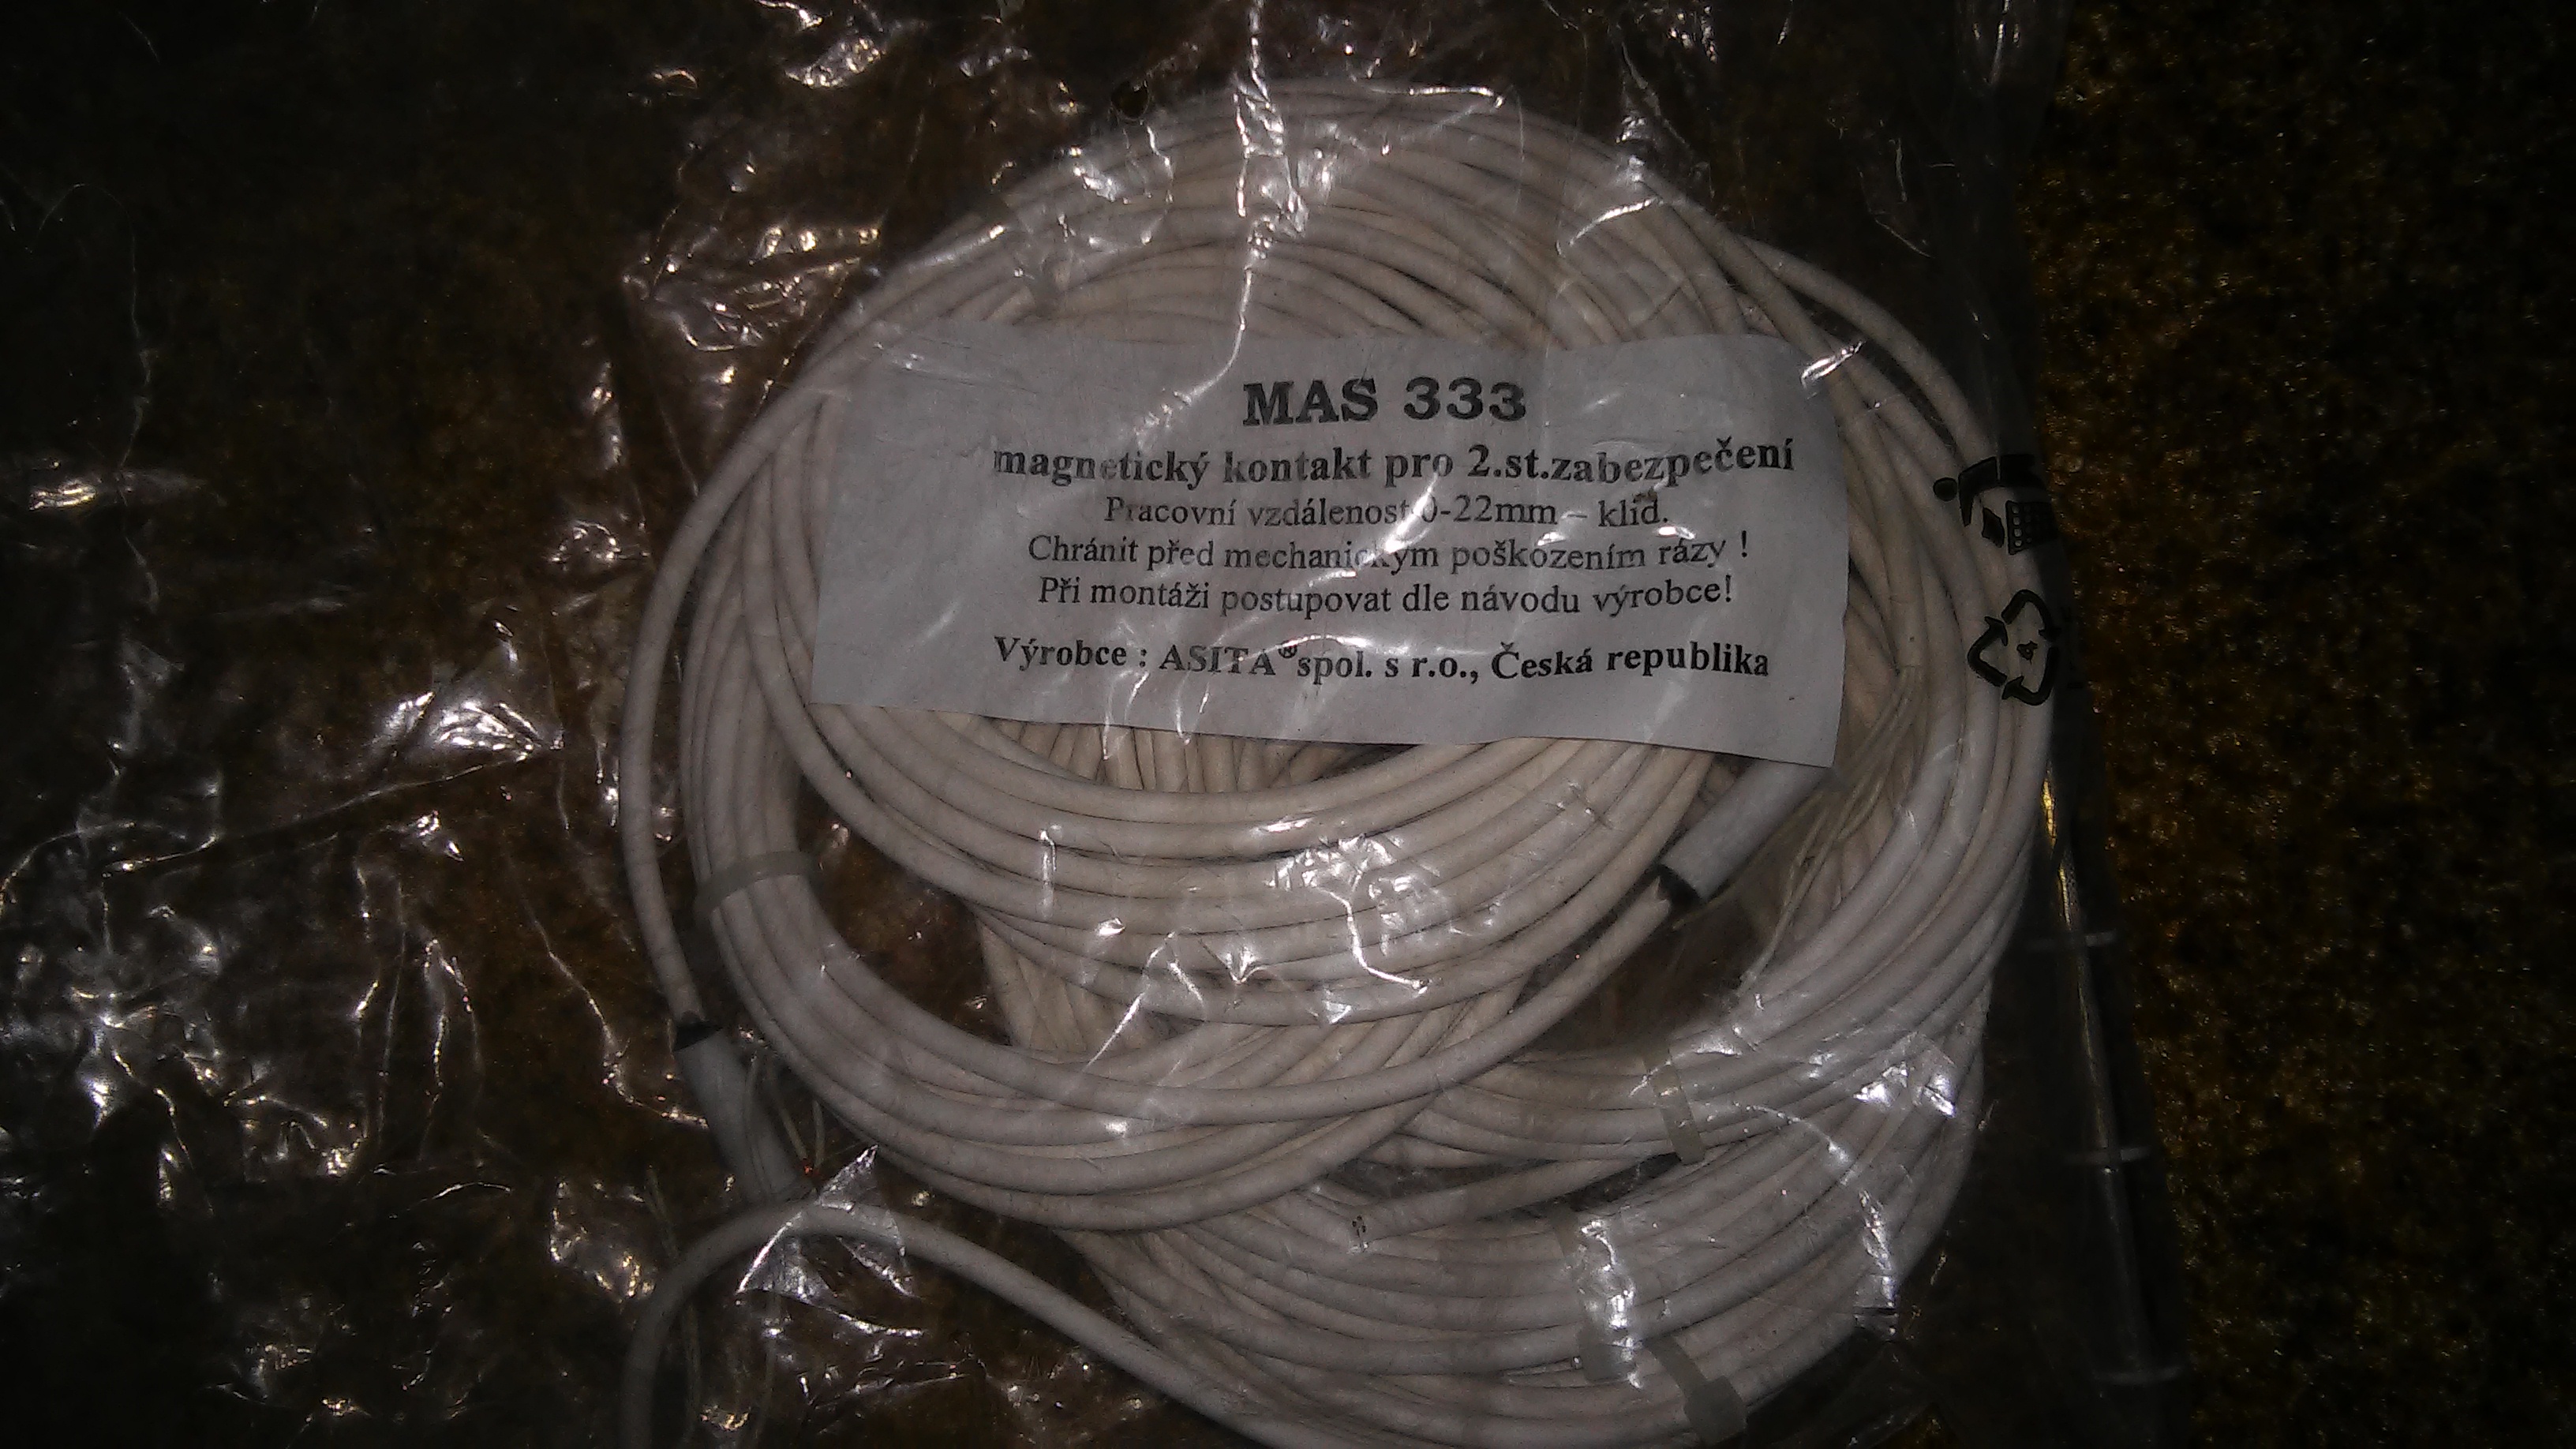 MAS 333
magnetický kontakt pro 2.st.zabezpečení
Pracovní vzdálenost 0-22mm – klid.
Chránit před mechanickým poškozením rázy !
Při montáži postupovat dle návodu výrobce!
Výrobce : ASITA® spol. s r.o., Česká republika
4